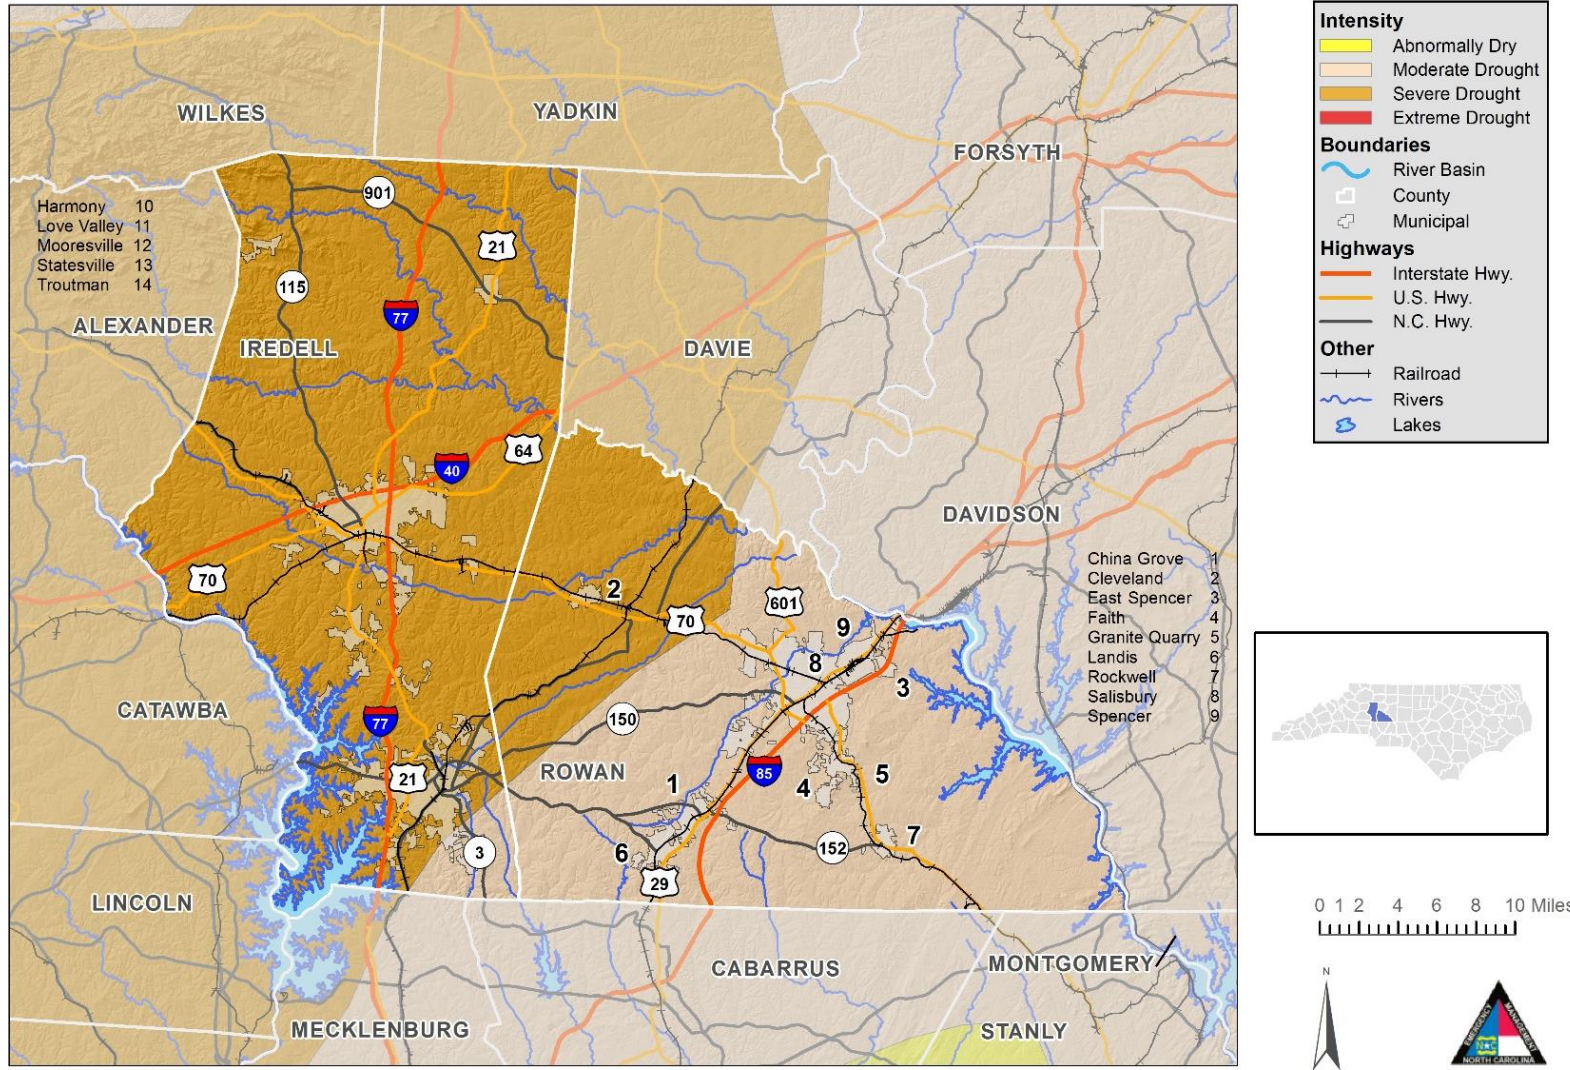 WILKES
YADKIN
FORSYTH
901
Harmony 10
Love Valley 11
Mooresville 12
Statesville 13
Troutman 14
21
115
77
ALEXANDER
IREDELL
DAVIE
64
40
DAVIDSON
70
2
601
70
China Grove 1
Cleveland 2
East Spencer 3
Faith 4
Granite Quarry 5
Landis 6
Rockwell 7
Salisbury 8
Spencer 9
9
8
3
CATAWBA
77
150
21
ROWAN
1
85
4
5
3
6
152
7
29
LINCOLN
CABARRUS
MONTGOMERY
MECKLENBURG
STANLY
Intensity
Abnormally Dry
Moderate Drought
Severe Drought
Extreme Drought
Boundaries
River Basin
County
Municipal
Highways
Interstate Hwy.
U.S. Hwy.
N.C. Hwy.
Other
Railroad
Rivers
Lakes
0 1 2 4 6 8 10 Miles
N
EMERGENCY
MANAGEMENT
N C
NORTH CAROLINA